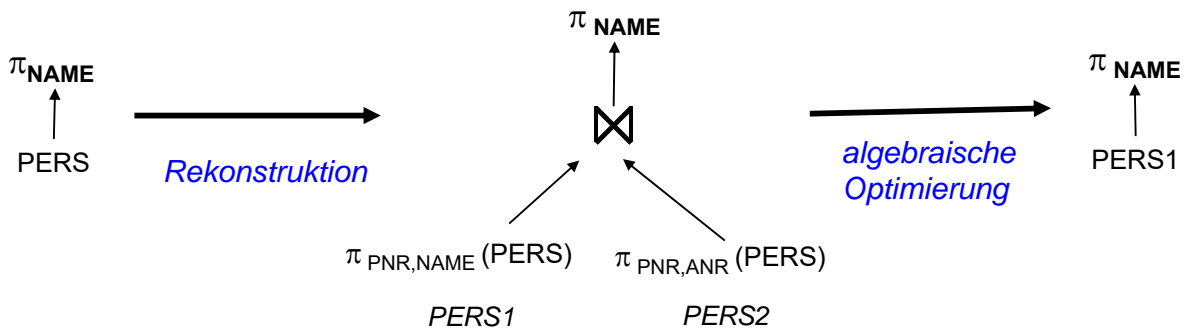 π NAME
PERS
Rekonstruktion
π NAME
⋈
π PNR,NAME (PERS)
PERS1
π PNR,ANR (PERS)
PERS2
algebraische
Optimierung
π NAME
PERS1